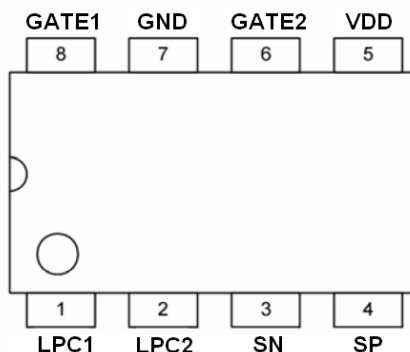 GATE1 GND GATE2 VDD
8 7 6 5
1 2 3 4
LPC1 LPC2 SN SP